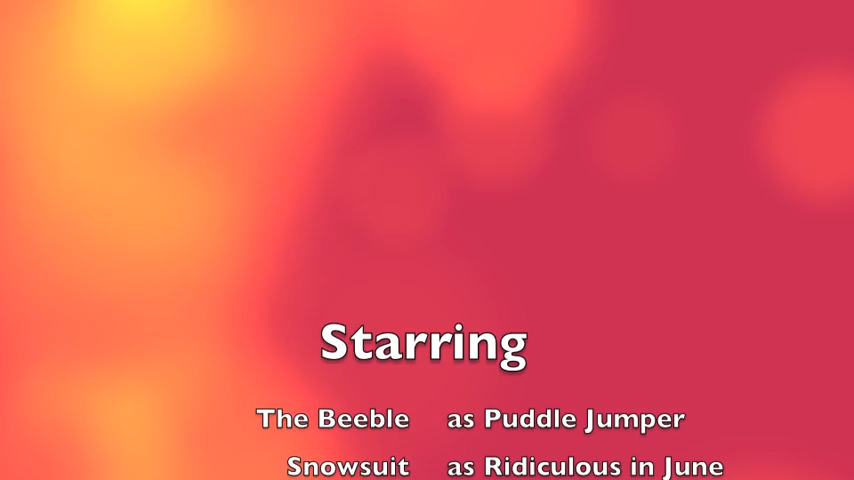 Starring
The Beeble as Puddle Jumper
Snowsuit as Ridiculous in June